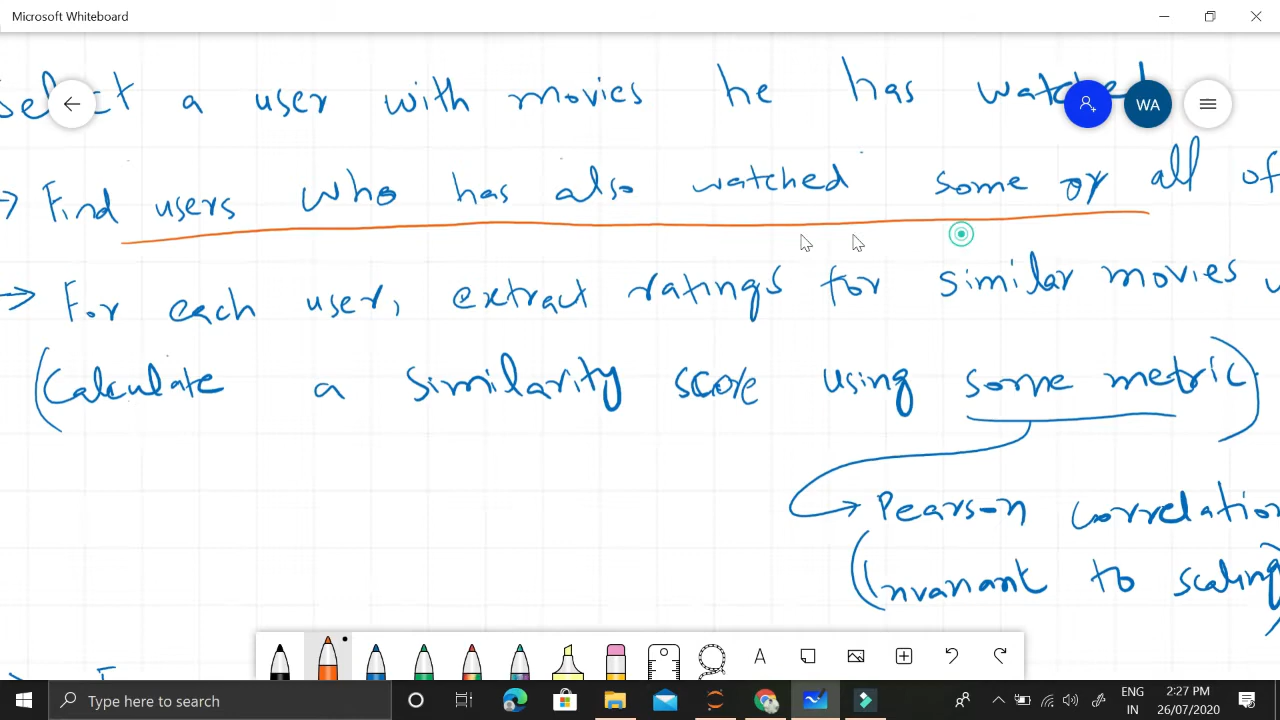 Microsoft Whiteboard
Select a user with movies he has watched
WA
→ Find users who has also watched some or all of
→ For each user, extract ratings for similar movies
(Calculate a similarity score using some metric)
→ Pearson correlation
(Invariant to scaling)
Type here to search
ENG
IN
2:27 PM
26/07/2020